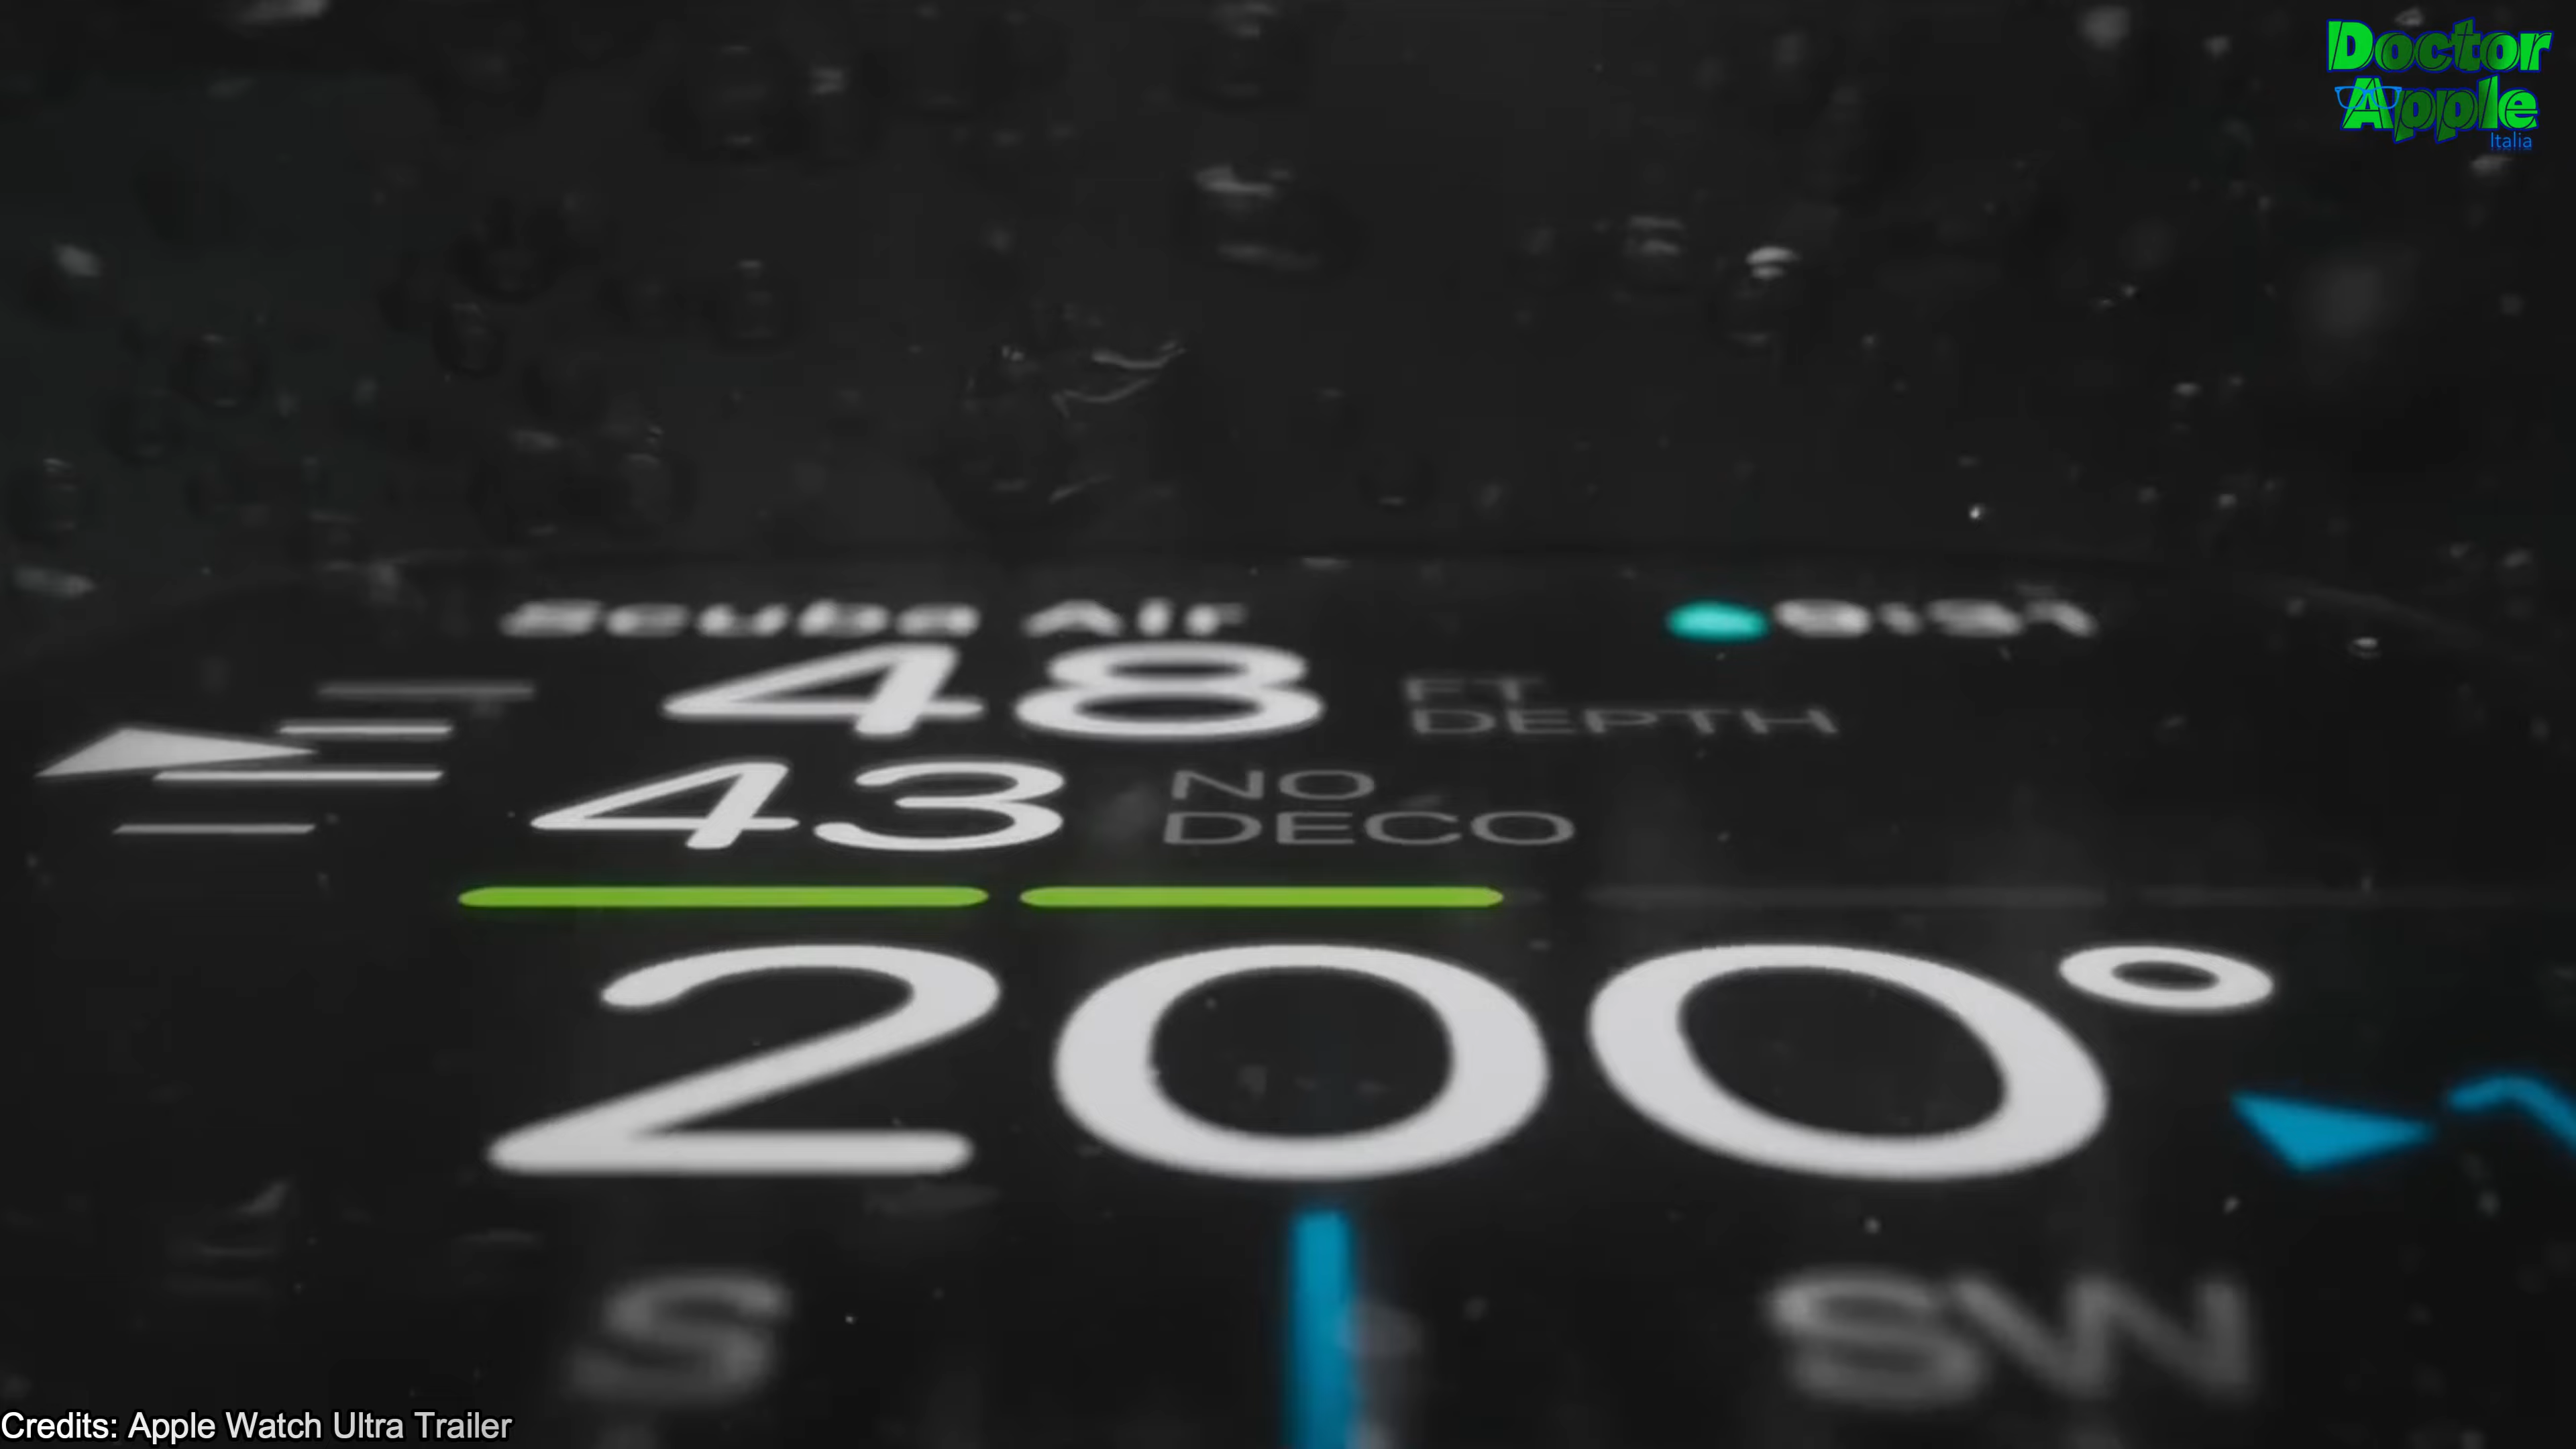 Doctor
Apple
Italia
Scuba Air
48 FT
DEPTH
43 NO
DECO
200°
S SW
Credits: Apple Watch Ultra Trailer